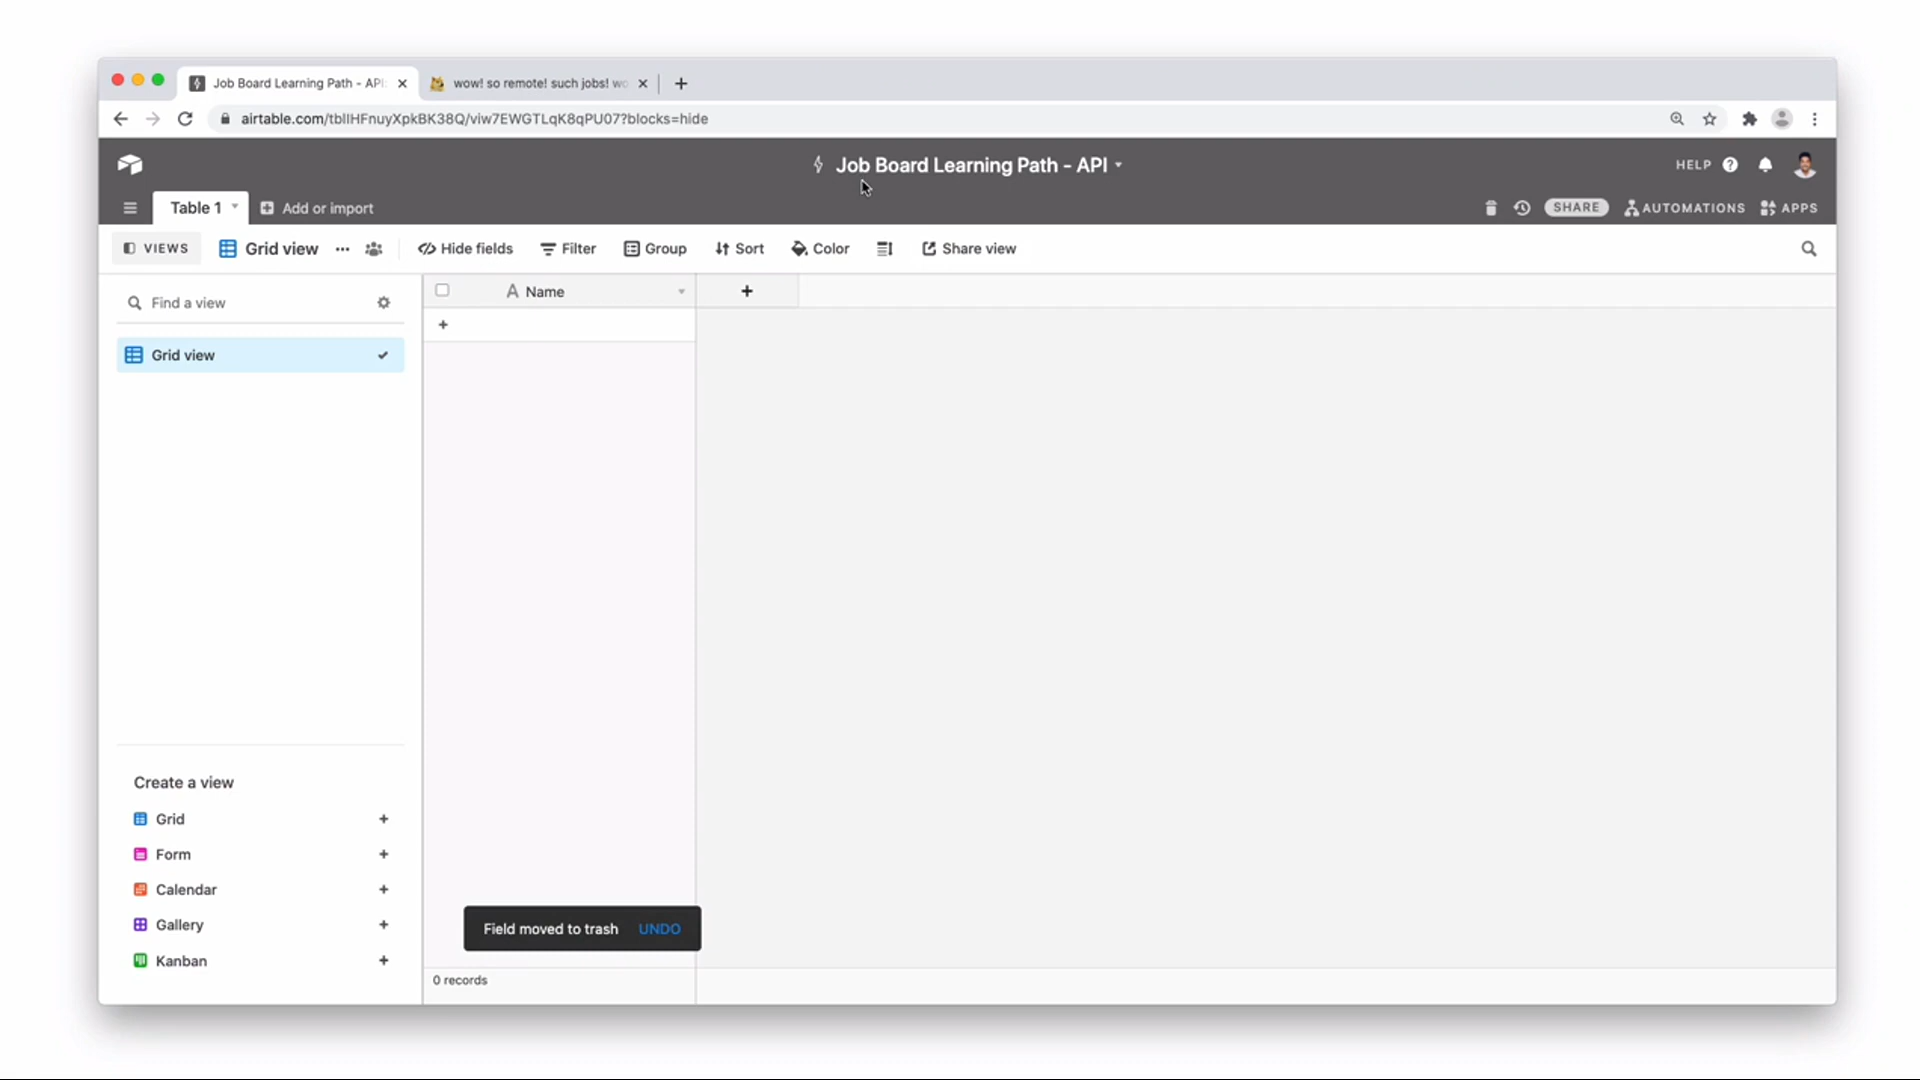 Job Board Learning Path - API:
wow! so remote! such jobs! wo
airtable.com/tblIHFnuyXpkBK38Q/viw7EWGTLqK8qPU07?blocks=hide
Job Board Learning Path - API
HELP
Table 1
Add or import
SHARE
AUTOMATIONS
APPS
VIEWS
Grid view
Hide fields
Filter
Group
Sort
Color
Share view
Find a view
A Name
Grid view
Create a view
Grid
Form
Calendar
Gallery
Kanban
Field moved to trash UNDO
0 records